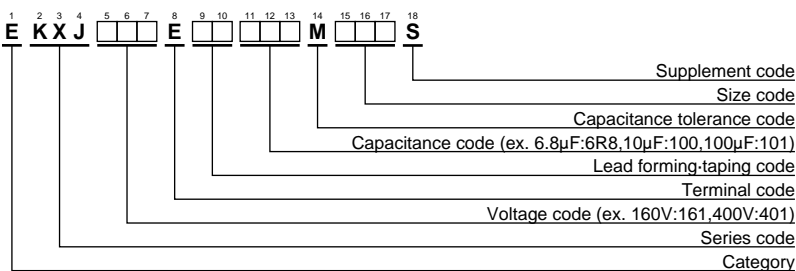 1 2 3 4 5 6 7 8 9 10 11 12 13 14 15 16 17 18
E KXJ □□□ E □□ □□□ M □□□ S
Supplement code
Size code
Capacitance tolerance code
Capacitance code (ex. 6.8μF:6R8,10μF:100,100μF:101)
Lead forming·taping code
Terminal code
Voltage code (ex. 160V:161,400V:401)
Series code
Category